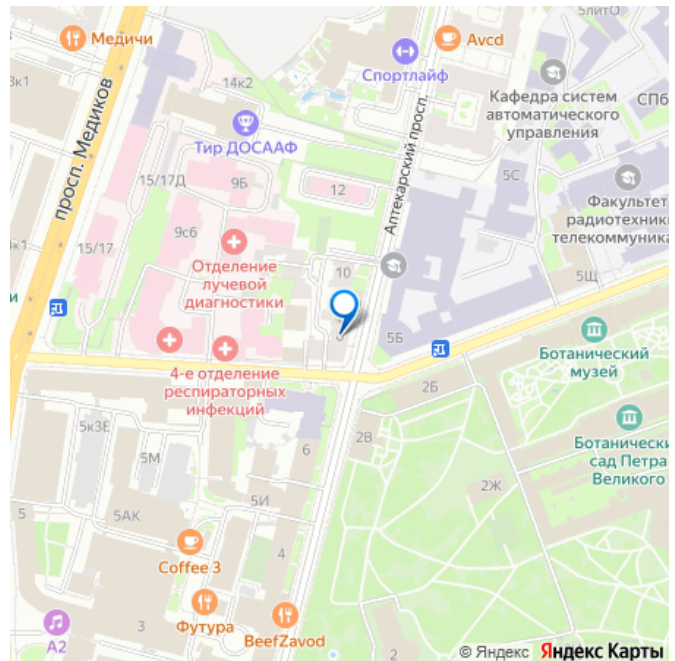 5литО
Медичи
Avcd
Спортлайф
просп. Медиков
14к2
Кафедра систем
автоматического
управления
СПб
Тир ДОСААФ
Аптекарский просп.
15/17Д
9Б
12
5С
Факультет
радиотехники
телекоммуника
9с6
15/17
Отделение
лучевой
диагностики
10
5Щ
5Б
Ботанический
музей
4-е отделение
респираторных
инфекций
2Б
5к3Е
5М
6
2В
Ботанически
сад Петра
Великого
2Ж
5
5АК
5И
4
Coffee 3
Футура
BeefZavod
A2
3
2
© Яндекс Яндекс Карты